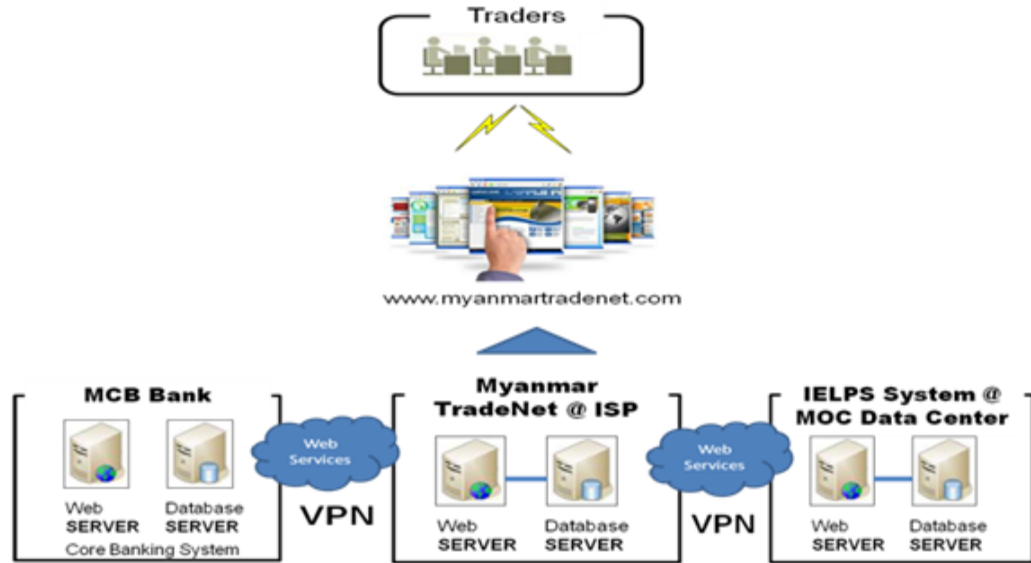 Traders
www.myanmartradenet.com
MCB Bank
Web
SERVER
Database
SERVER
Core Banking System
Web
Services
VPN
Myanmar
TradeNet @ ISP
Web
SERVER
Database
SERVER
Web
Services
VPN
IELPS System @
MOC Data Center
Web
SERVER
Database
SERVER